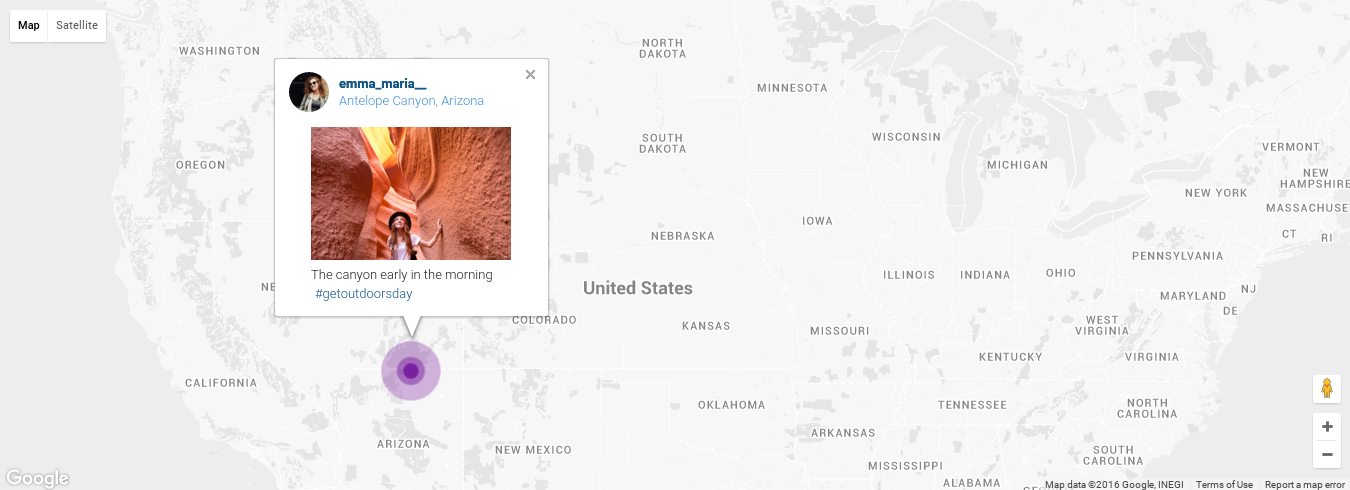 Map
Satellite
WASHINGTON
NORTH
DAKOTA
MINNESOTA
emma_maria__
Antelope Canyon, Arizona
SOUTH
DAKOTA
WISCONSIN
MICHIGAN
VERMONT
OREGON
NEW
HAMPSHIRE
NEW YORK
MASSACHUSE
IOWA
NEBRASKA
CT
RI
PENNSYLVANIA
The canyon early in the morning
#getoutdoorsday
ILLINOIS
INDIANA
OHIO
NE
United States
NJ
MARYLAND
DE
COLORADO
KANSAS
MISSOURI
WEST
VIRGINIA
KENTUCKY
VIRGINIA
CALIFORNIA
OKLAHOMA
TENNESSEE
NORTH
CAROLINA
ARKANSAS
ARIZONA
NEW MEXICO
SOUTH
CAROLINA
MISSISSIPPI
ALABAMA
Google
Map data ©2016 Google, INEGI
Terms of Use
Report a map error